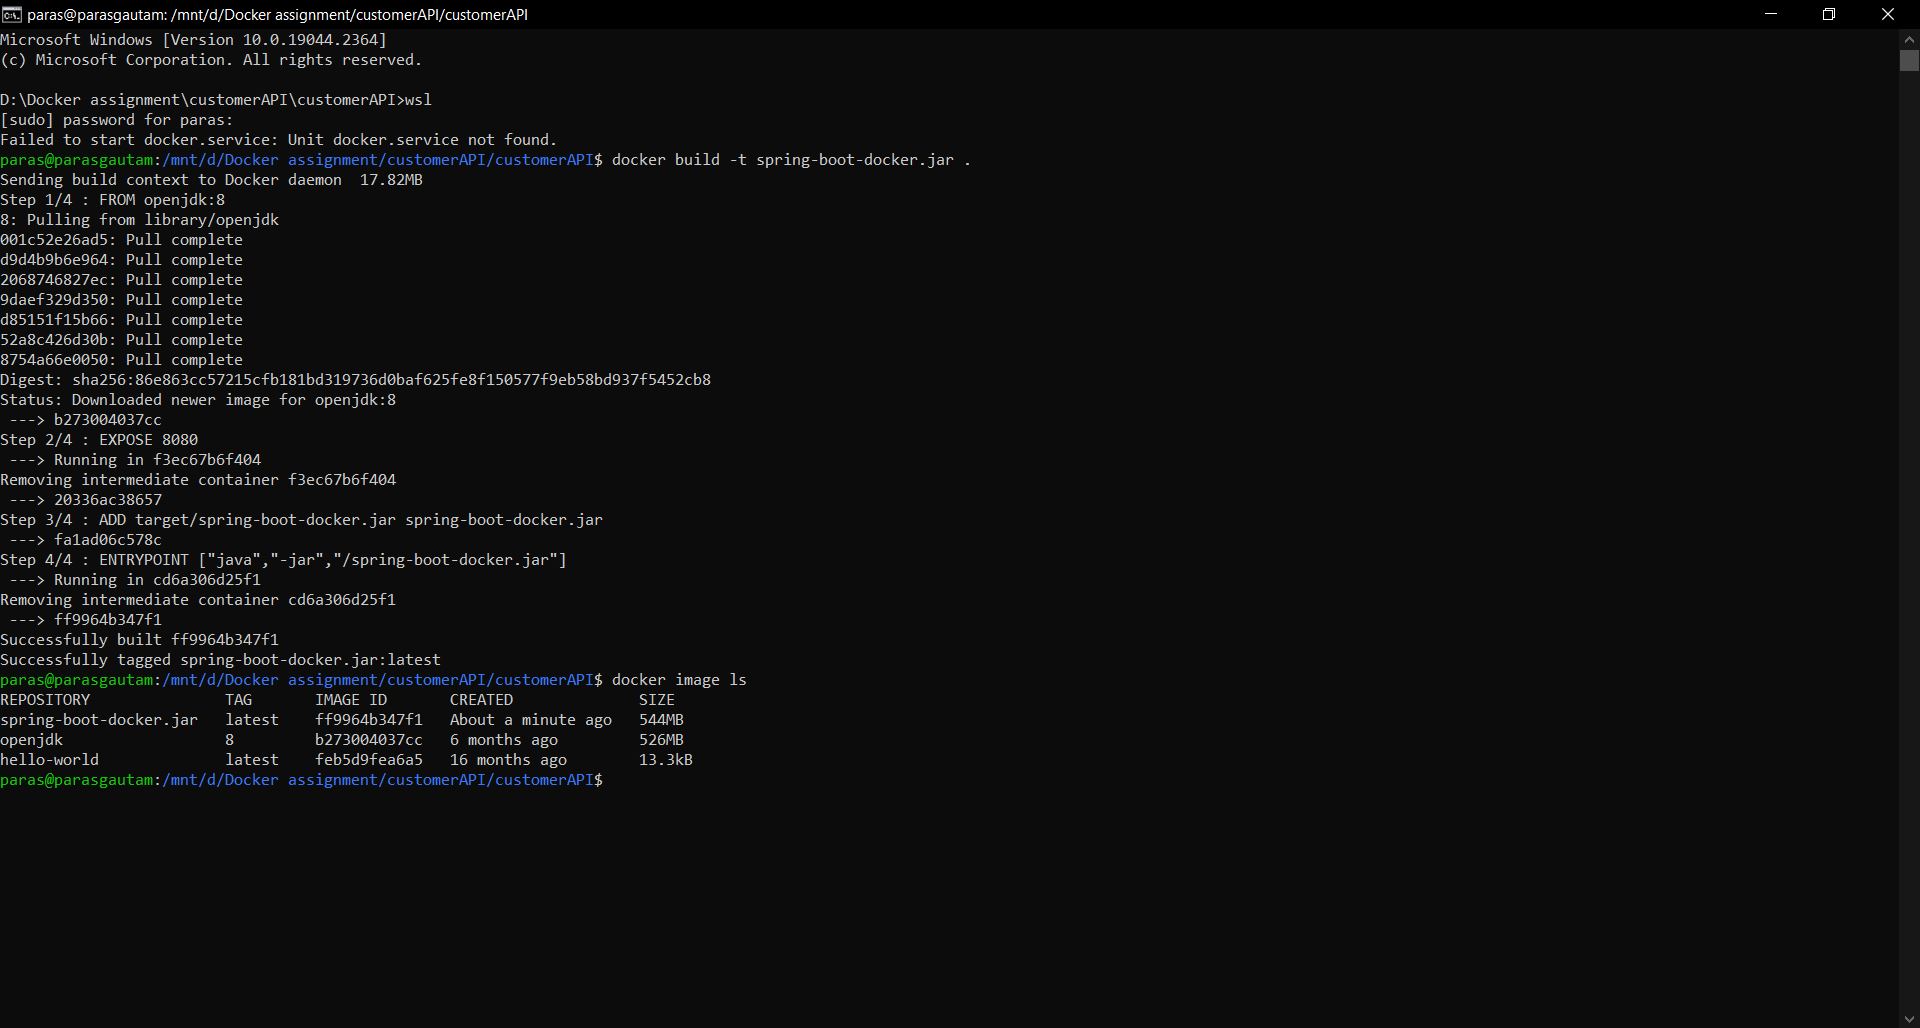 paras@parasgautam: /mnt/d/Docker assignment/customerAPI/customerAPI
Microsoft Windows [Version 10.0.19044.2364]
(c) Microsoft Corporation. All rights reserved.
D:\Docker assignment\customerAPI\customerAPI>wsl
[sudo] password for paras:
Failed to start docker.service: Unit docker.service not found.
paras@parasgautam:/mnt/d/Docker assignment/customerAPI/customerAPI$ docker build -t spring-boot-docker.jar .
Sending build context to Docker daemon  17.82MB
Step 1/4 : FROM openjdk:8
8: Pulling from library/openjdk
001c52e26ad5: Pull complete
d9d4b9b6e964: Pull complete
2068746827ec: Pull complete
9daef329d350: Pull complete
d85151f15b66: Pull complete
52a8c426d30b: Pull complete
8754a66e0050: Pull complete
Digest: sha256:86e863cc57215cfb181bd319736d0baf625fe8f150577f9eb58bd937f5452cb8
Status: Downloaded newer image for openjdk:8
 ---> b273004037cc
Step 2/4 : EXPOSE 8080
 ---> Running in f3ec67b6f404
Removing intermediate container f3ec67b6f404
 ---> 20336ac38657
Step 3/4 : ADD target/spring-boot-docker.jar spring-boot-docker.jar
 ---> fa1ad06c578c
Step 4/4 : ENTRYPOINT ["java","-jar","/spring-boot-docker.jar"]
 ---> Running in cd6a306d25f1
Removing intermediate container cd6a306d25f1
 ---> ff9964b347f1
Successfully built ff9964b347f1
Successfully tagged spring-boot-docker.jar:latest
paras@parasgautam:/mnt/d/Docker assignment/customerAPI/customerAPI$ docker image ls
REPOSITORY               TAG       IMAGE ID       CREATED              SIZE
spring-boot-docker.jar   latest    ff9964b347f1   About a minute ago   544MB
openjdk                  8         b273004037cc   6 months ago         526MB
hello-world              latest    feb5d9fea6a5   16 months ago        13.3kB
paras@parasgautam:/mnt/d/Docker assignment/customerAPI/customerAPI$